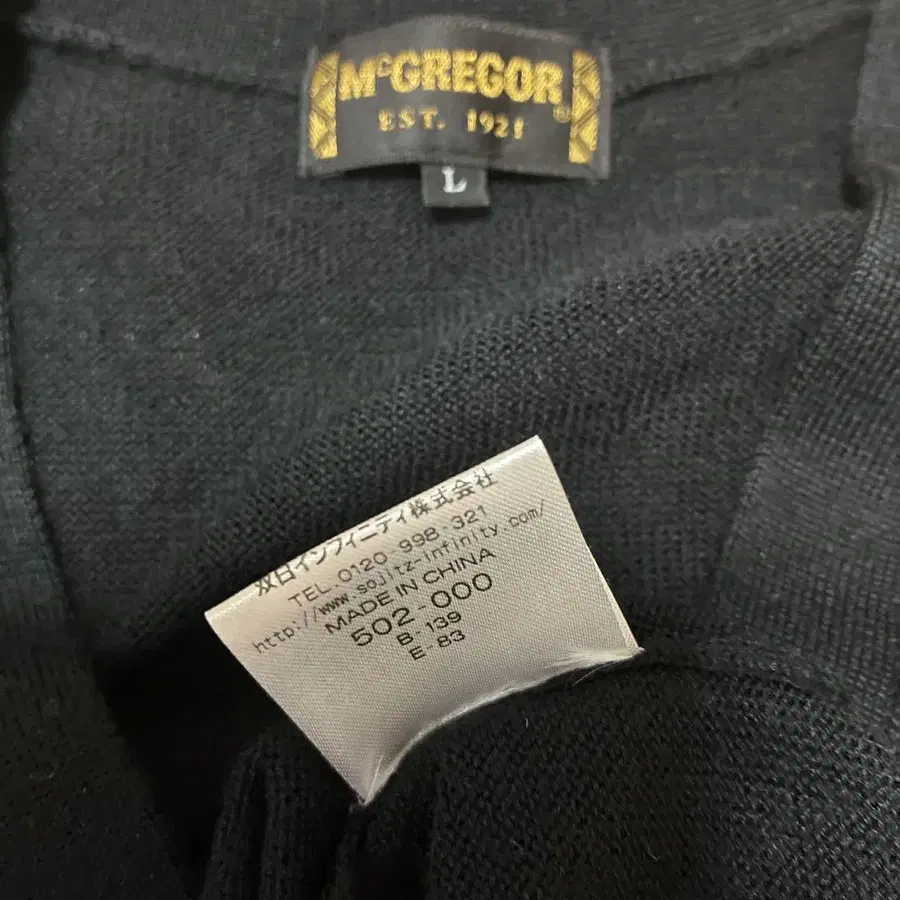 McGREGOR
®
EST. 1921
L
双日インフィニティ株式会社
TEL.0120-998-321
http://www.sojitz-infinity.com/
MADE IN CHINA
502-000
B-139
E-83